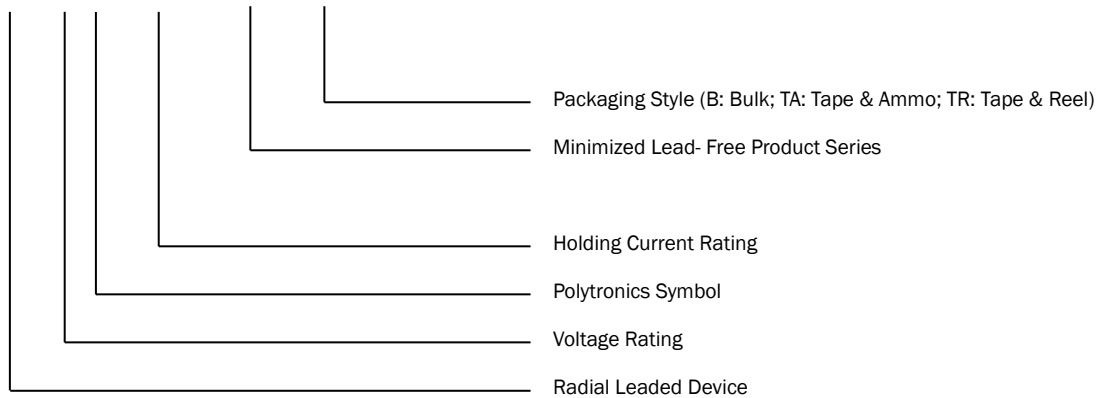 Packaging Style (B: Bulk; TA: Tape & Ammo; TR: Tape & Reel)
Minimized Lead- Free Product Series
Holding Current Rating
Polytronics Symbol
Voltage Rating
Radial Leaded Device